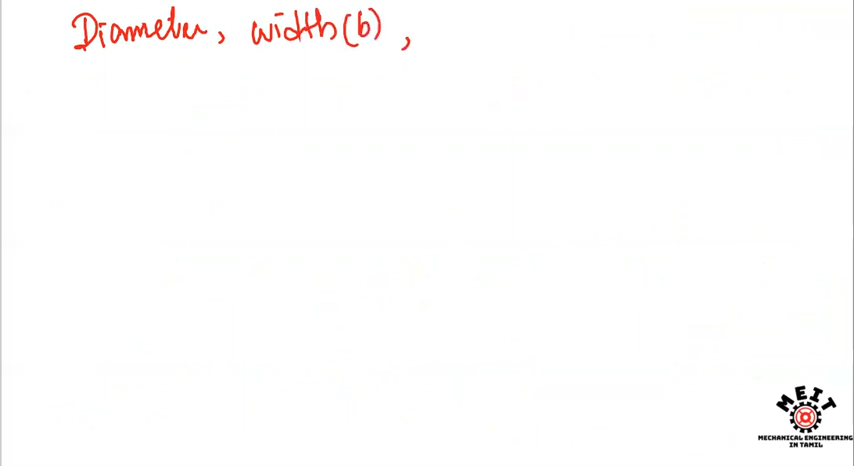 Diameter, width(b),
MEIT
MECHANICAL ENGINEERING
IN TAMIL